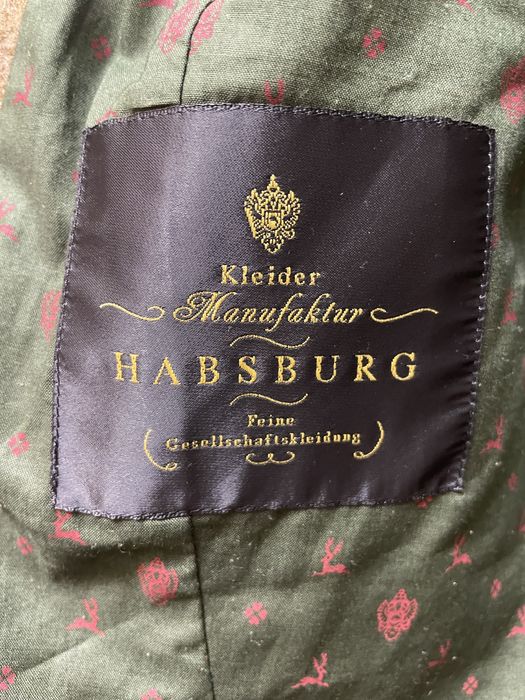 Kleider
Manufaktur
HABSBURG
Feine
Gesellschaftskleidung